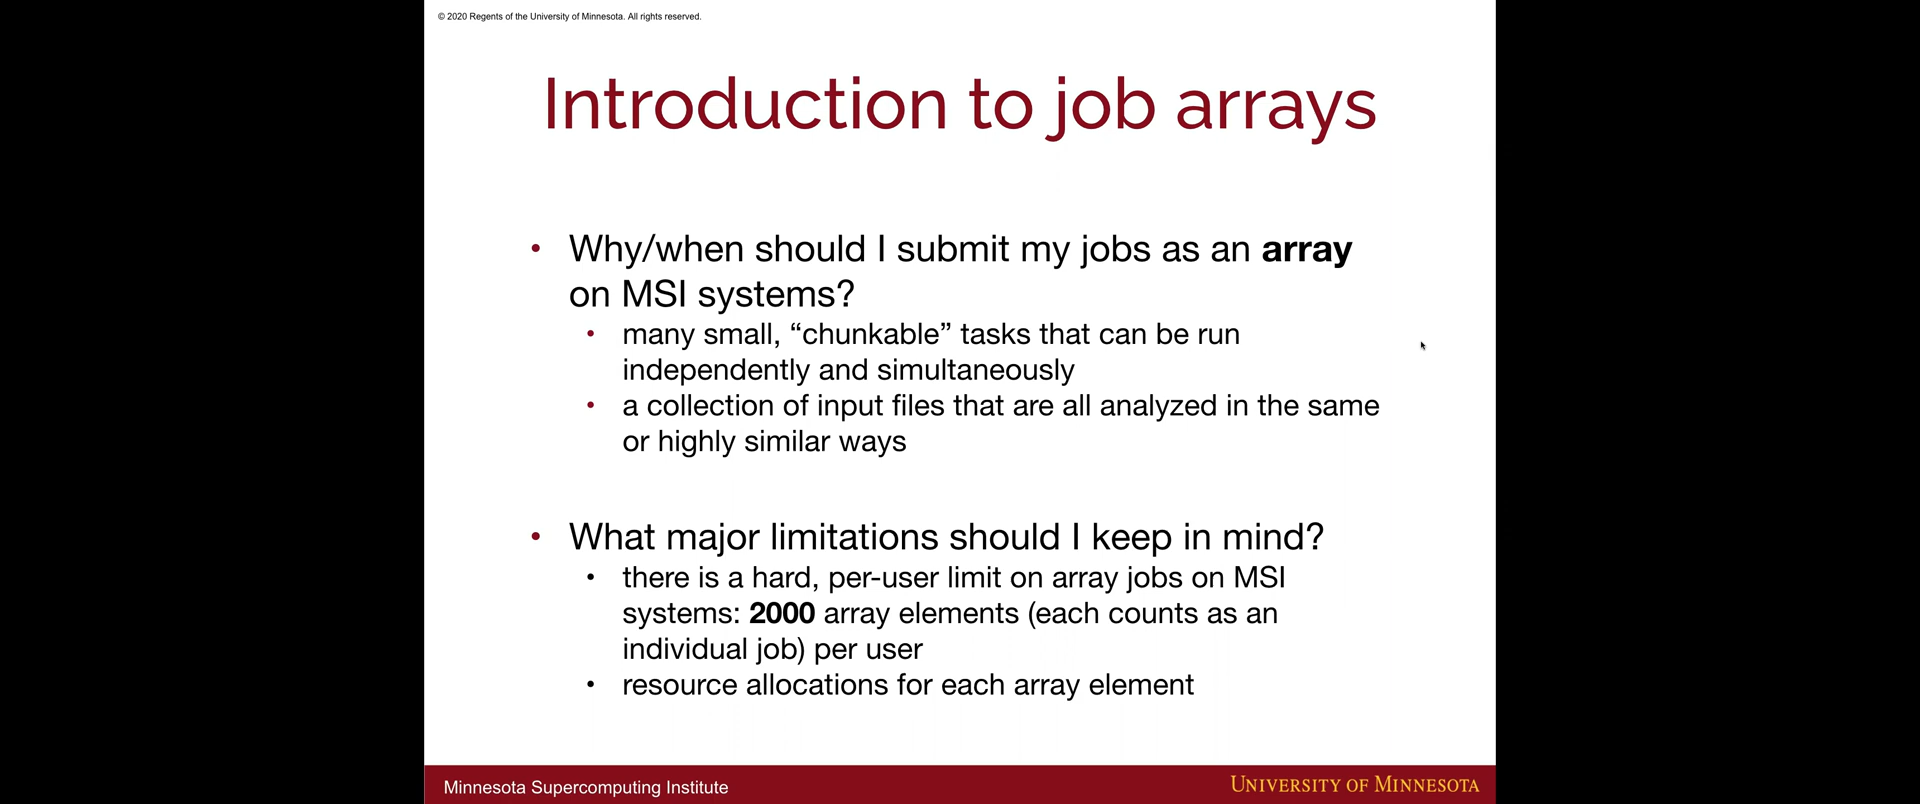 © 2020 Regents of the University of Minnesota. All rights reserved.
Introduction to job arrays
• Why/when should I submit my jobs as an array
on MSI systems?
• many small, “chunkable” tasks that can be run
independently and simultaneously
• a collection of input files that are all analyzed in the same
or highly similar ways
• What major limitations should I keep in mind?
• there is a hard, per-user limit on array jobs on MSI
systems: 2000 array elements (each counts as an
individual job) per user
• resource allocations for each array element
Minnesota Supercomputing Institute
UNIVERSITY OF MINNESOTA